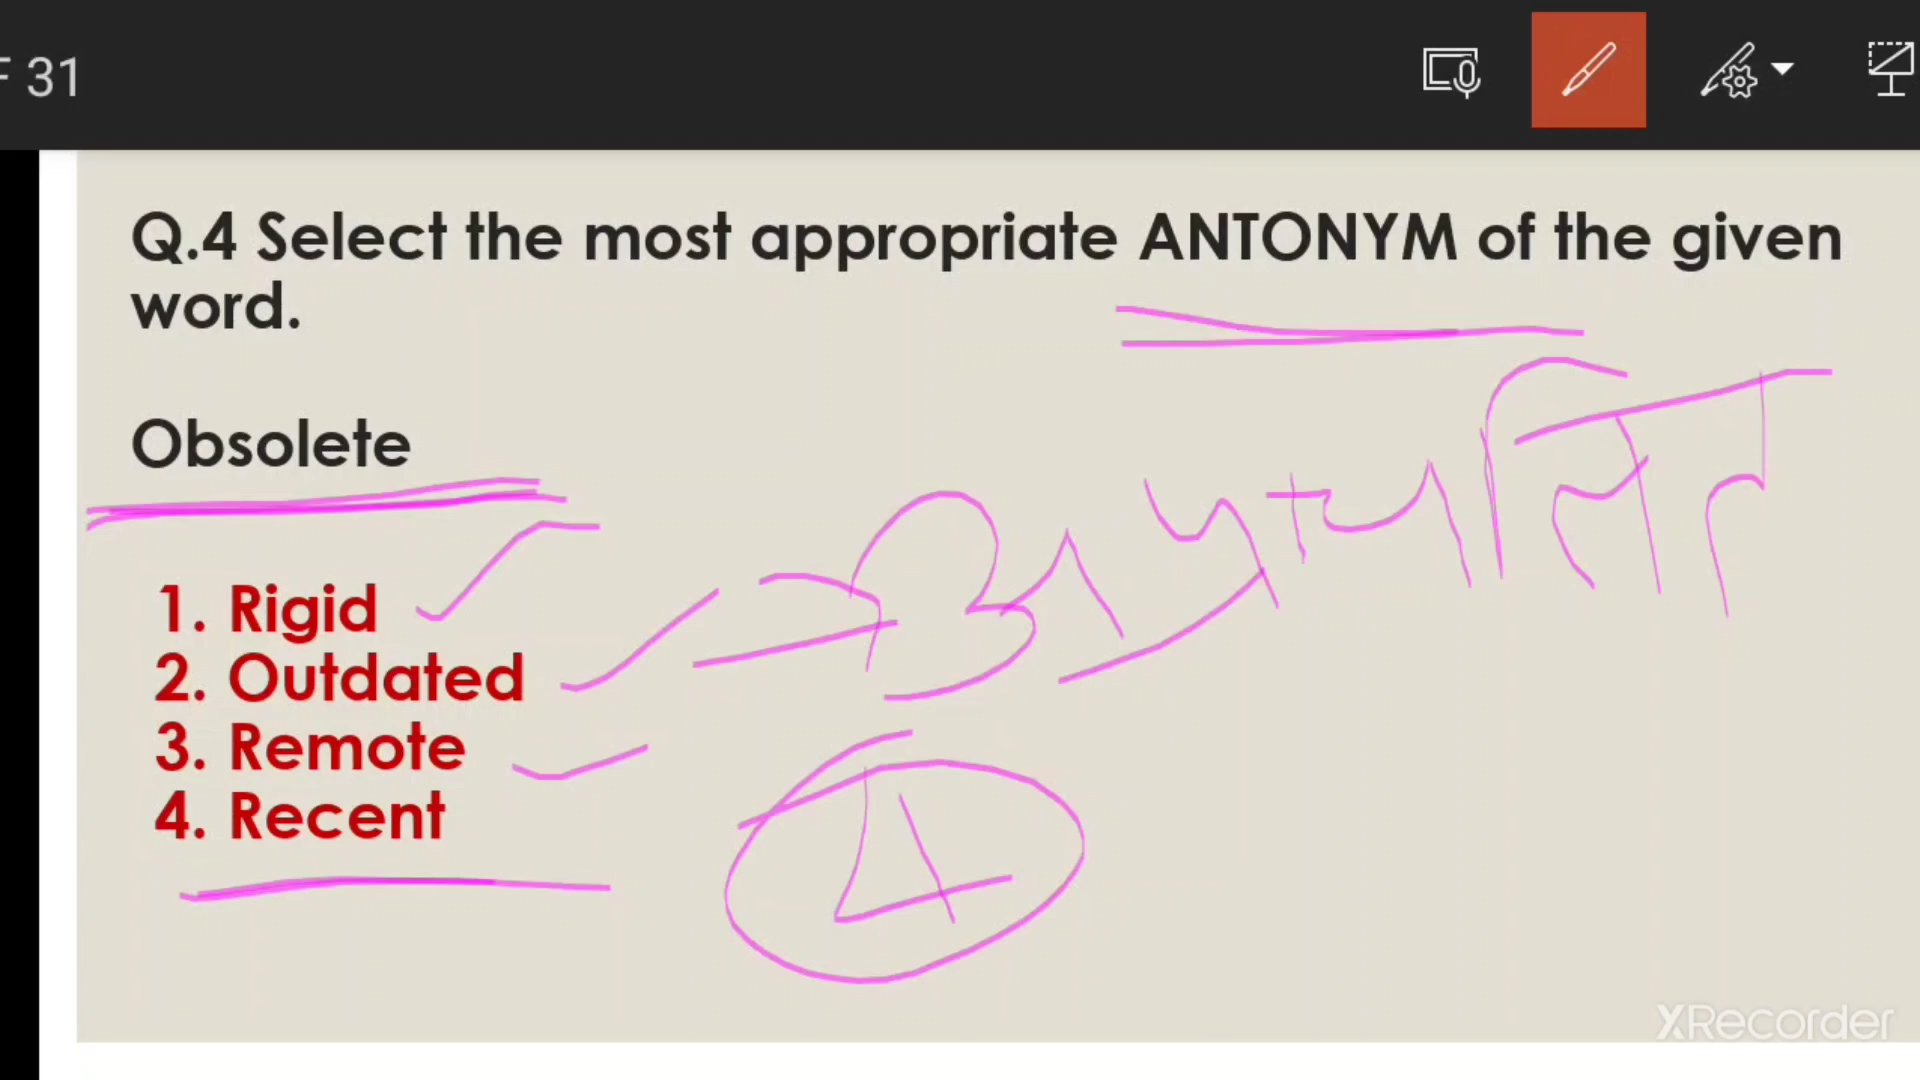 F 31
Q.4 Select the most appropriate ANTONYM of the given
word.
Obsolete
1. Rigid
2. Outdated
3. Remote
4. Recent
अप्रचलित
4
XRecorder